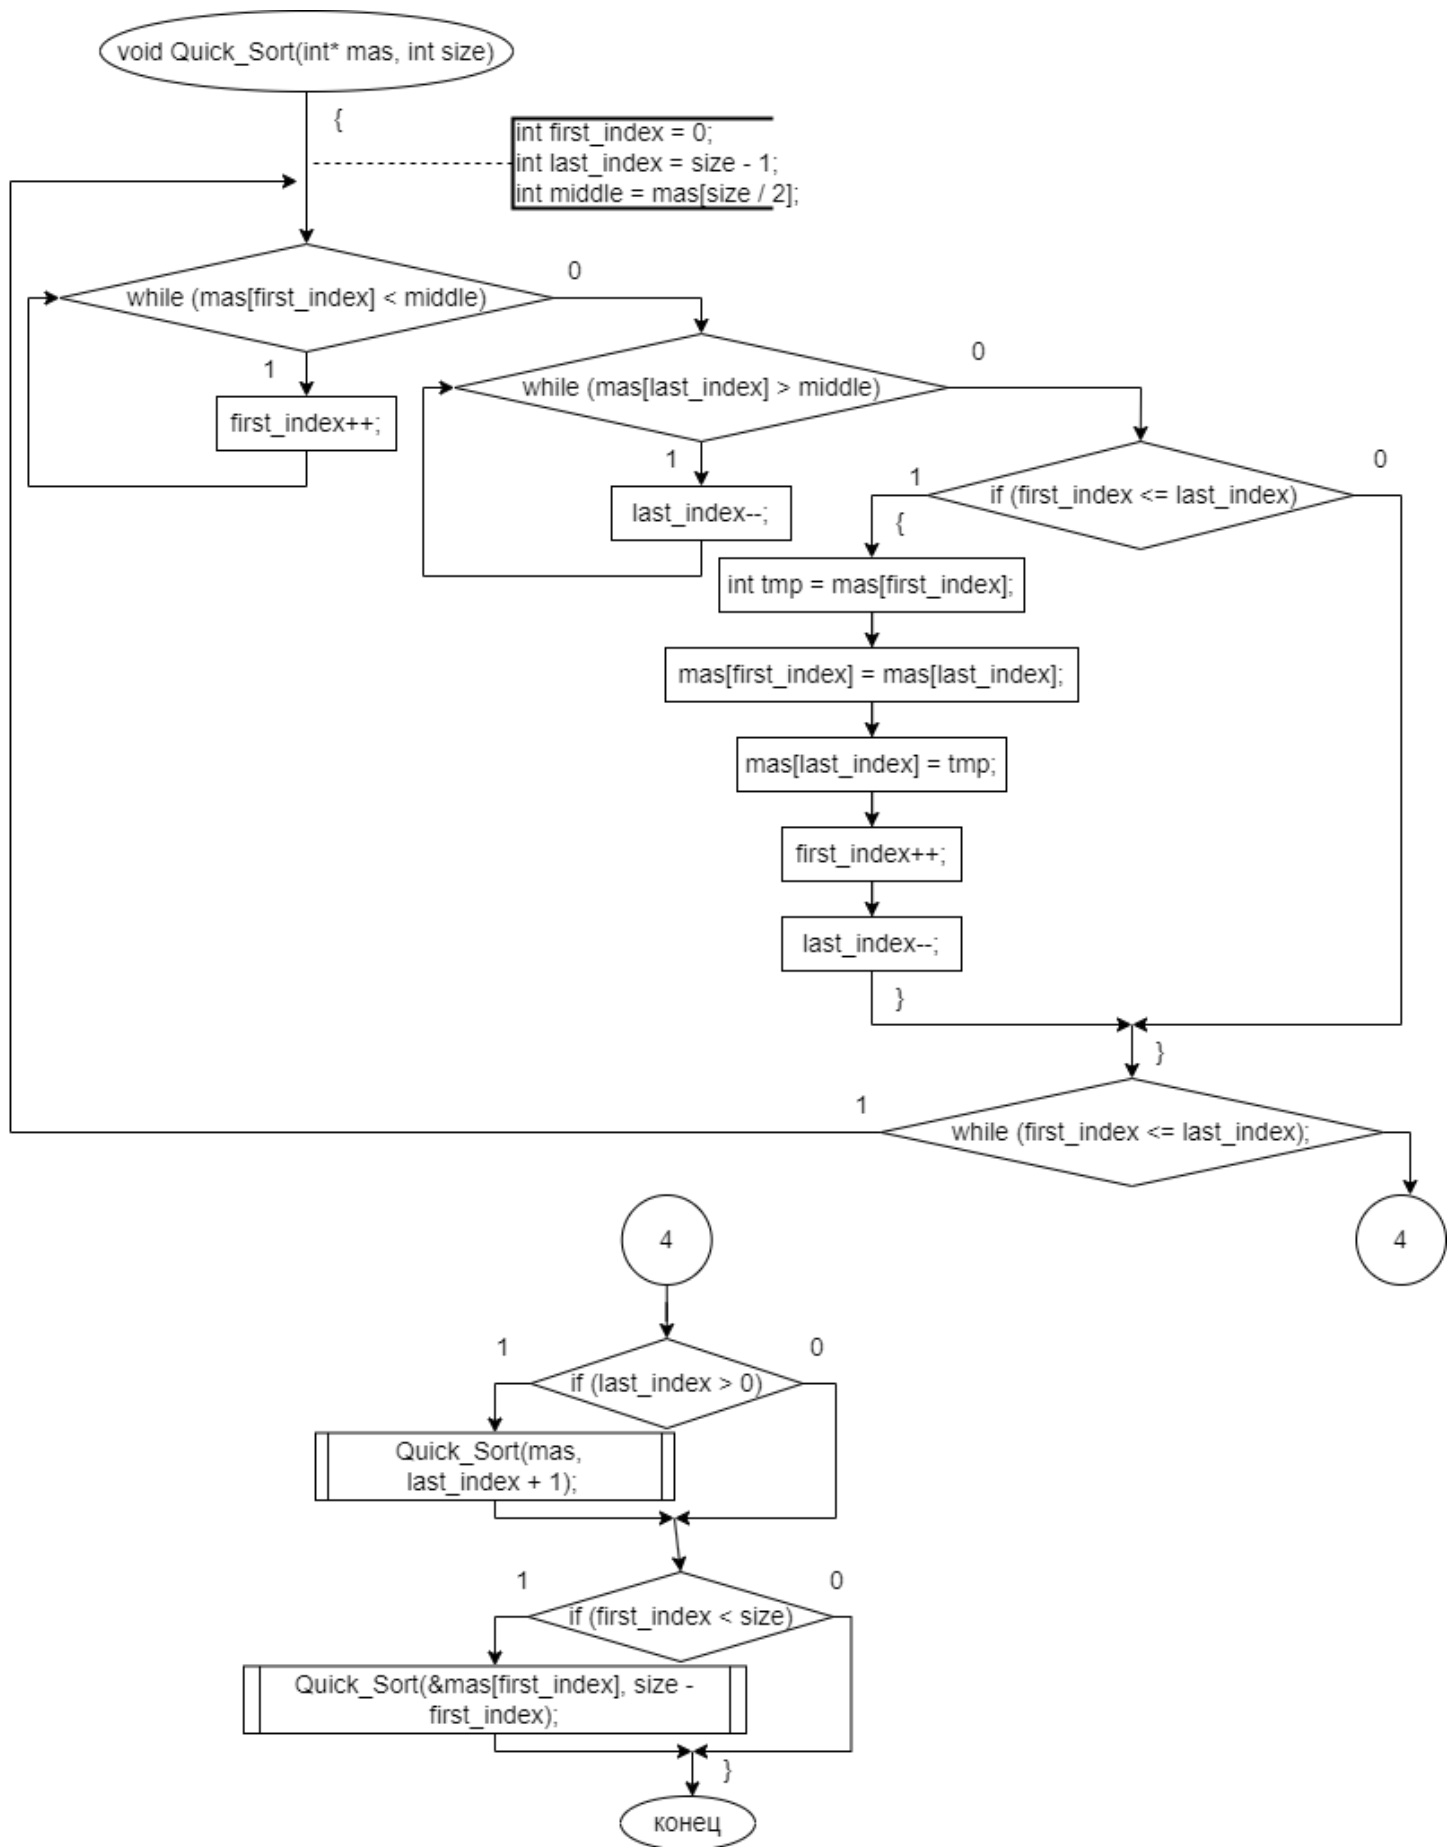 void Quick_Sort(int* mas, int size)
{
int first_index = 0;
int last_index = size - 1;
int middle = mas[size / 2];
while (mas[first_index] < middle)
0
1
first_index++;
while (mas[last_index] > middle)
0
1
last_index--;
if (first_index <= last_index)
1
0
{
int tmp = mas[first_index];
mas[first_index] = mas[last_index];
mas[last_index] = tmp;
first_index++;
last_index--;
}
}
while (first_index <= last_index);
1
4
4
if (last_index > 0)
1
0
Quick_Sort(mas,
last_index + 1);
if (first_index < size)
1
0
Quick_Sort(&mas[first_index], size -
first_index);
}
конец